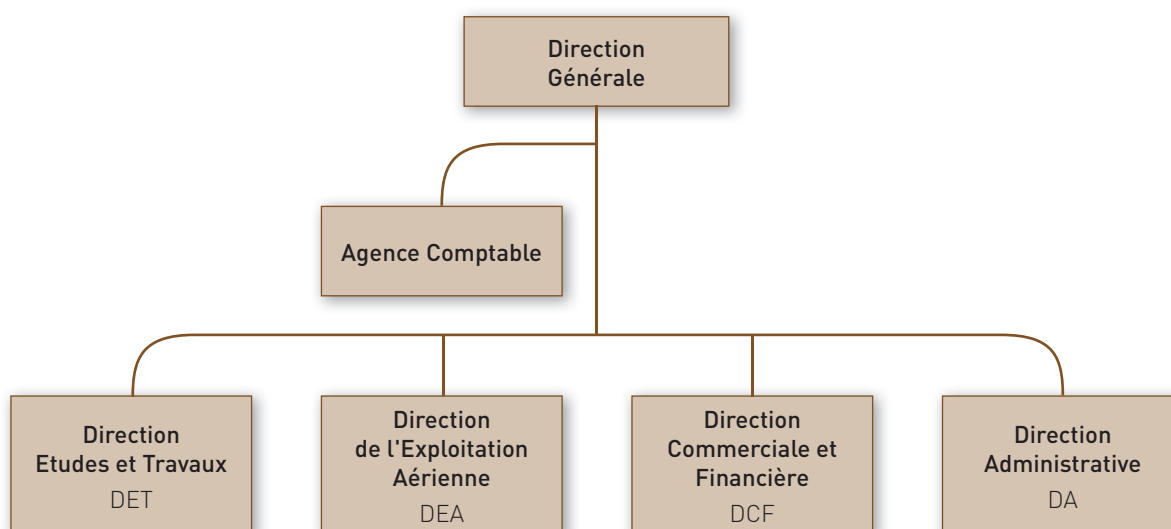 Direction
Générale
Agence Comptable
Direction
Etudes et Travaux
DET
Direction
de l'Exploitation
Aérienne
DEA
Direction
Commerciale et
Financière
DCF
Direction
Administrative
DA